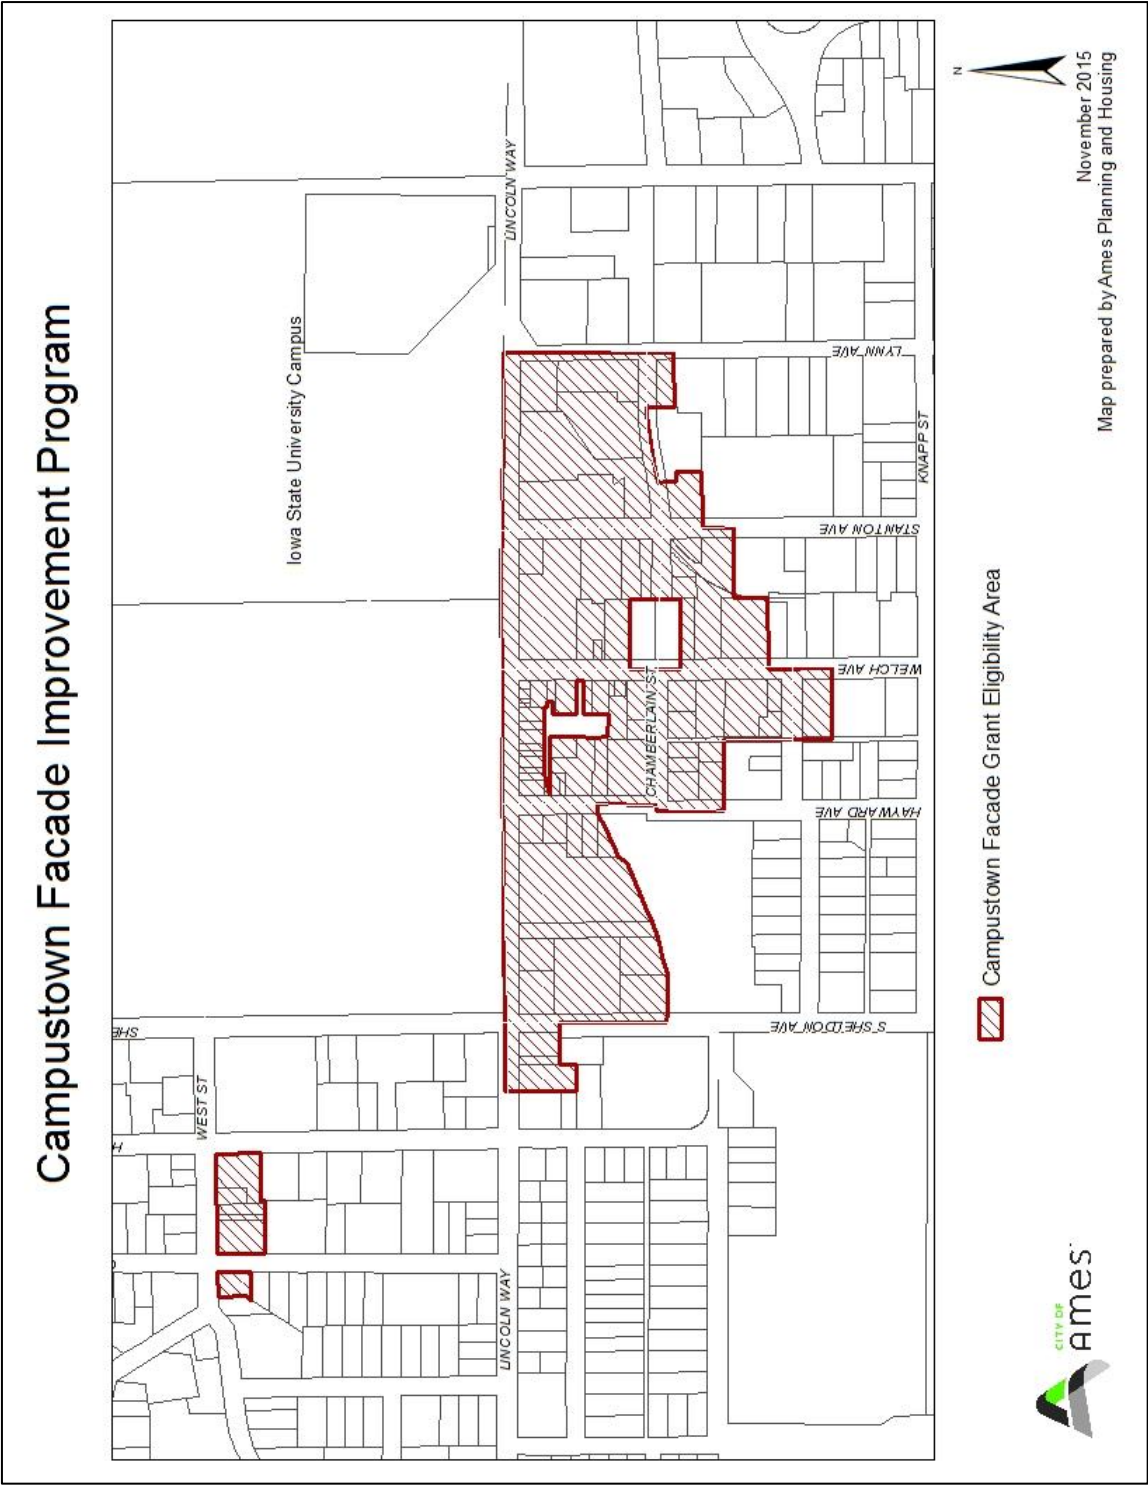 Campustown Facade Improvement Program
Iowa State University Campus
SHE
H
WEST ST
LINCOLN WAY
LINCOLN WAY
CHAMBERLAIN ST
S SHELDON AVE
HAYWARD AVE
WELCH AVE
STANTON AVE
LYNN AVE
KNAPP ST
Campustown Facade Grant Eligibility Area
N
November 2015
Map prepared by Ames Planning and Housing
CITY OF
Ames